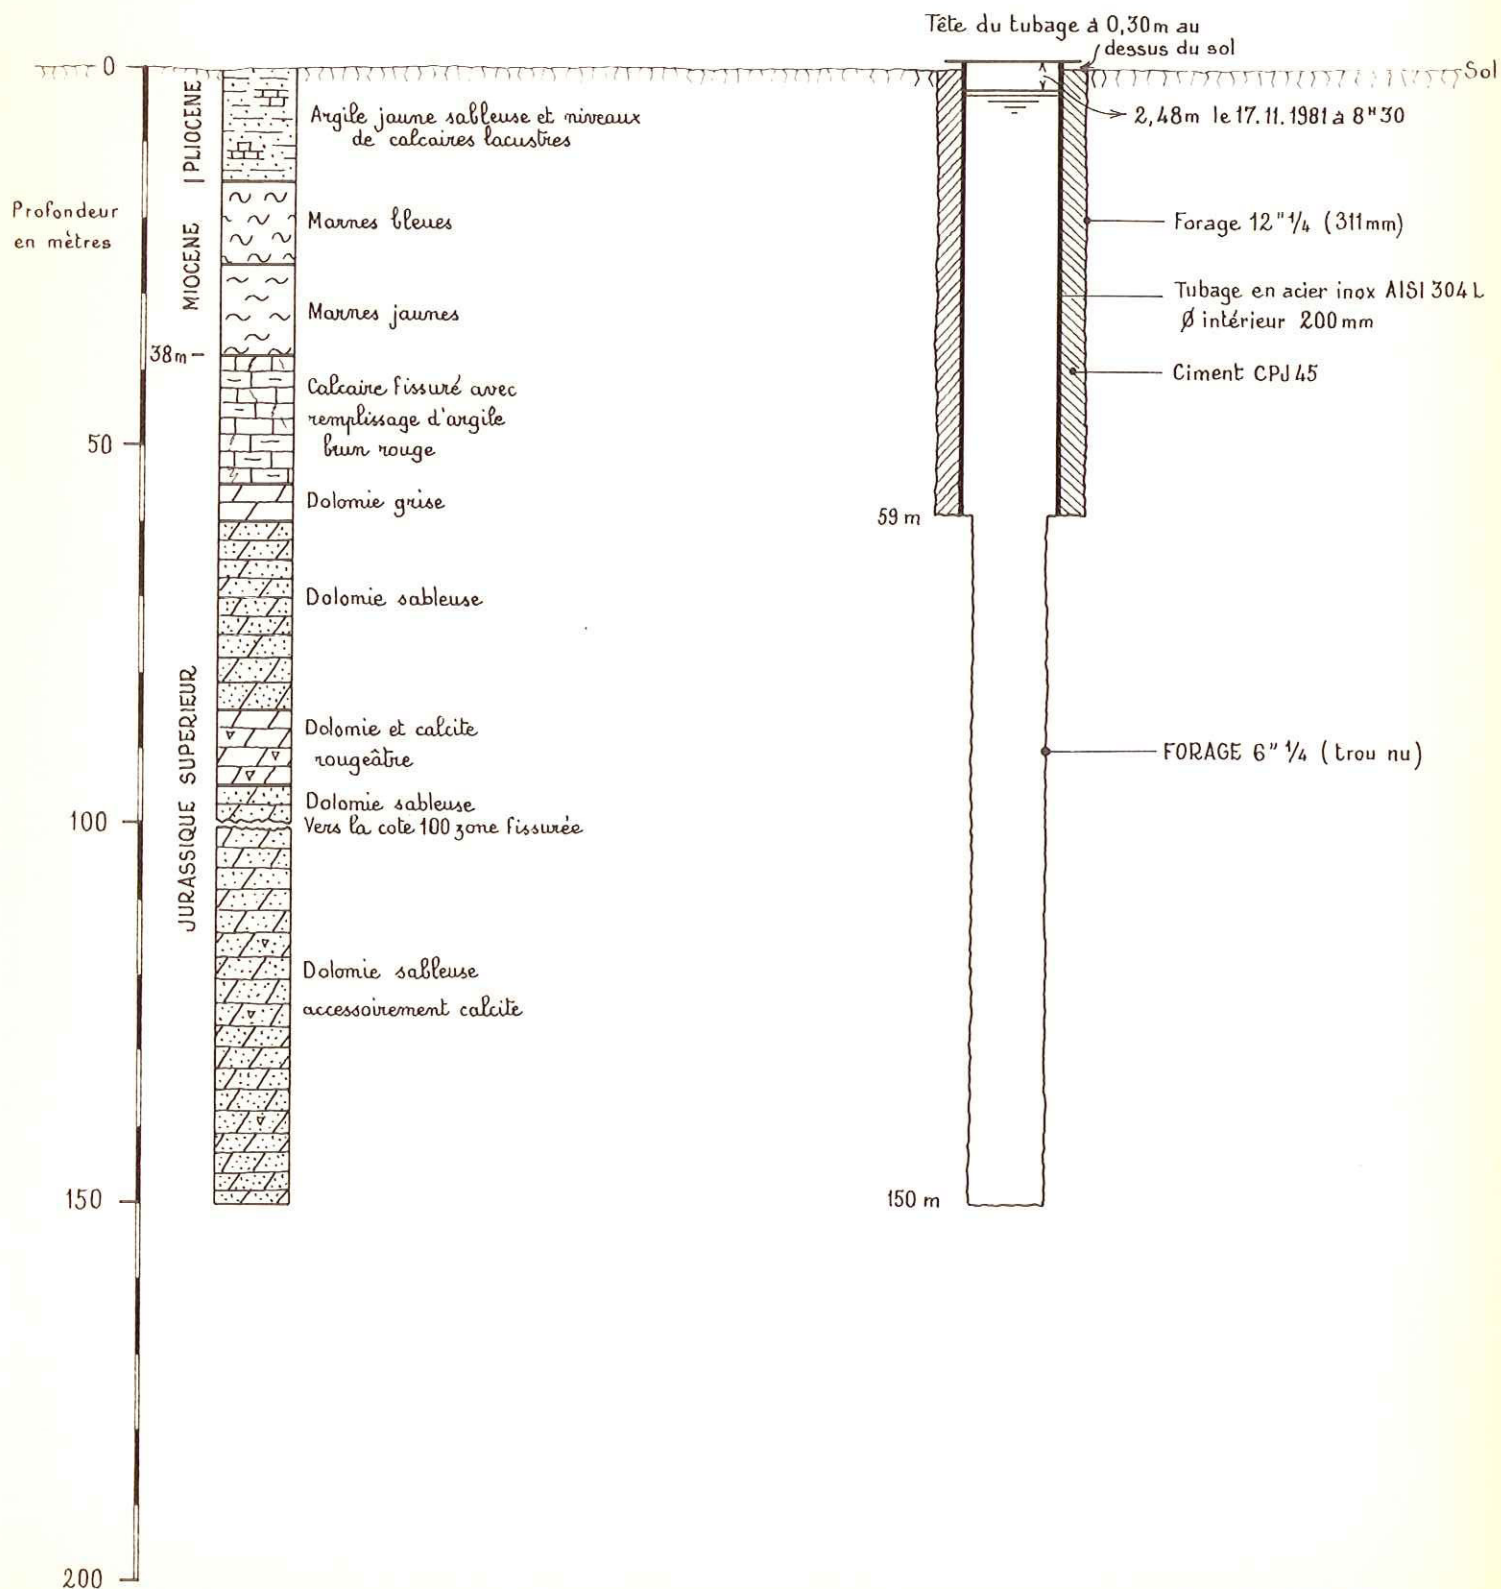 Tête du tubage à 0,30m au
dessus du sol
0
Sol
PLIOCENE
Argile jaune sableuse et niveaux
de calcaires lacustres
2,48m le 17.11.1981 à 8H30
Profondeur
en mètres
MIOCENE
Marnes bleues
Forage 12"1/4 (311mm)
Marnes jaunes
Tubage en acier inox AISI 304 L
Ø intérieur 200mm
38m
Calcaire fissuré avec
remplissage d'argile
brun rouge
Ciment CPJ 45
50
Dolomie grise
59 m
Dolomie sableuse
JURASSIQUE SUPERIEUR
Dolomie et calcite
rougeâtre
FORAGE 6" 1/4 (trou nu)
Dolomie sableuse
100
Vers la cote 100 zone fissurée
Dolomie sableuse
accessoirement calcite
150
150 m
200